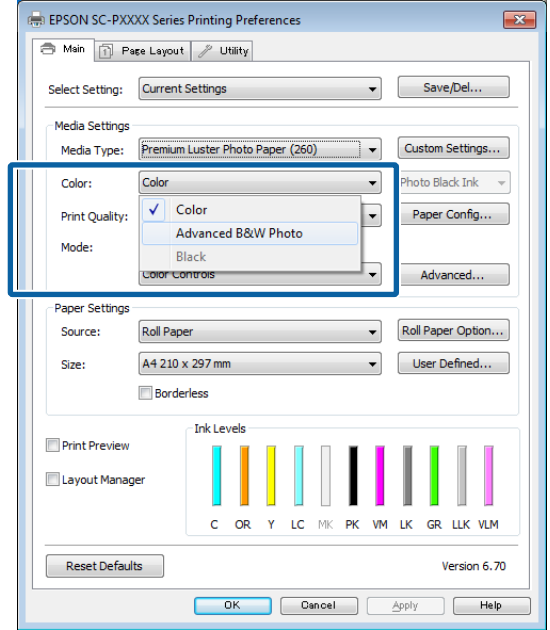 EPSON SC-PXXXX Series Printing Preferences
Main Page Layout Utility
Select Setting: Current Settings Save/Del...
Media Settings
Media Type: Premium Luster Photo Paper (260) Custom Settings...
Color: Color Photo Black Ink
Print Quality: Color Paper Config...
Advanced B&W Photo
Mode:
Black
Color Controls Advanced...
Paper Settings
Source: Roll Paper Roll Paper Option...
Size: A4 210 x 297 mm User Defined...
Borderless
Ink Levels
Print Preview
Layout Manager
C OR Y LC MK PK VM LK GR LLK VLM
Reset Defaults Version 6.70
OK Cancel Apply Help